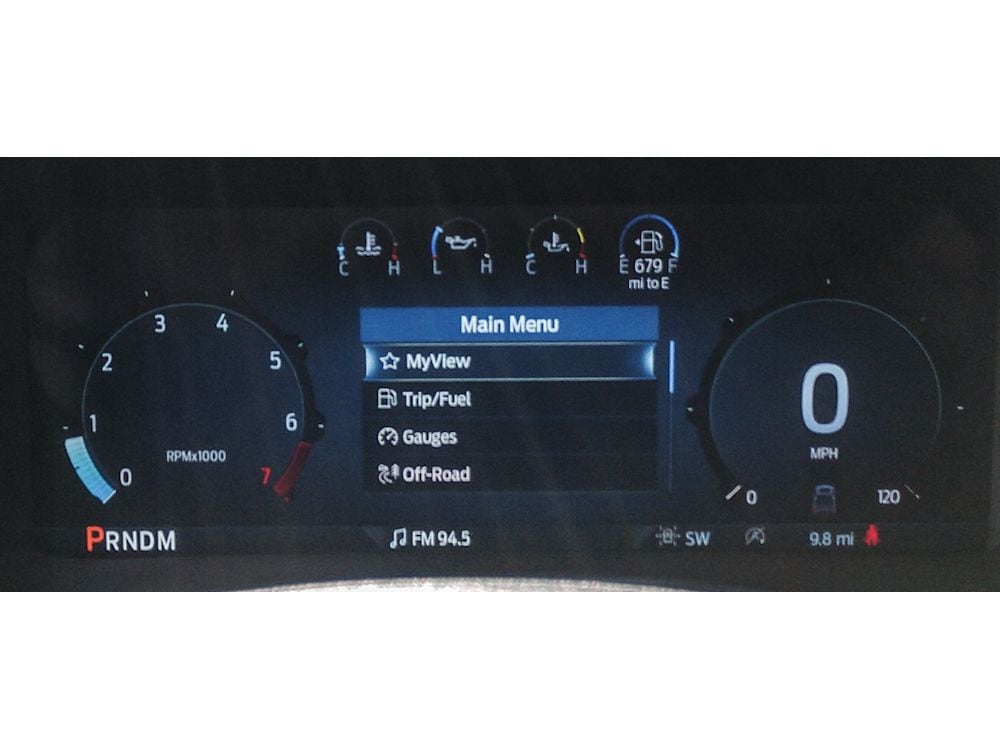 C H L H C H E 679 F
mi to E
Main Menu
MyView
Trip/Fuel
Gauges
Off-Road
0 1 2 3 4 5 6 7
RPMx1000
0
MPH
0 120
PRNDM
FM 94.5
SW
9.8 mi